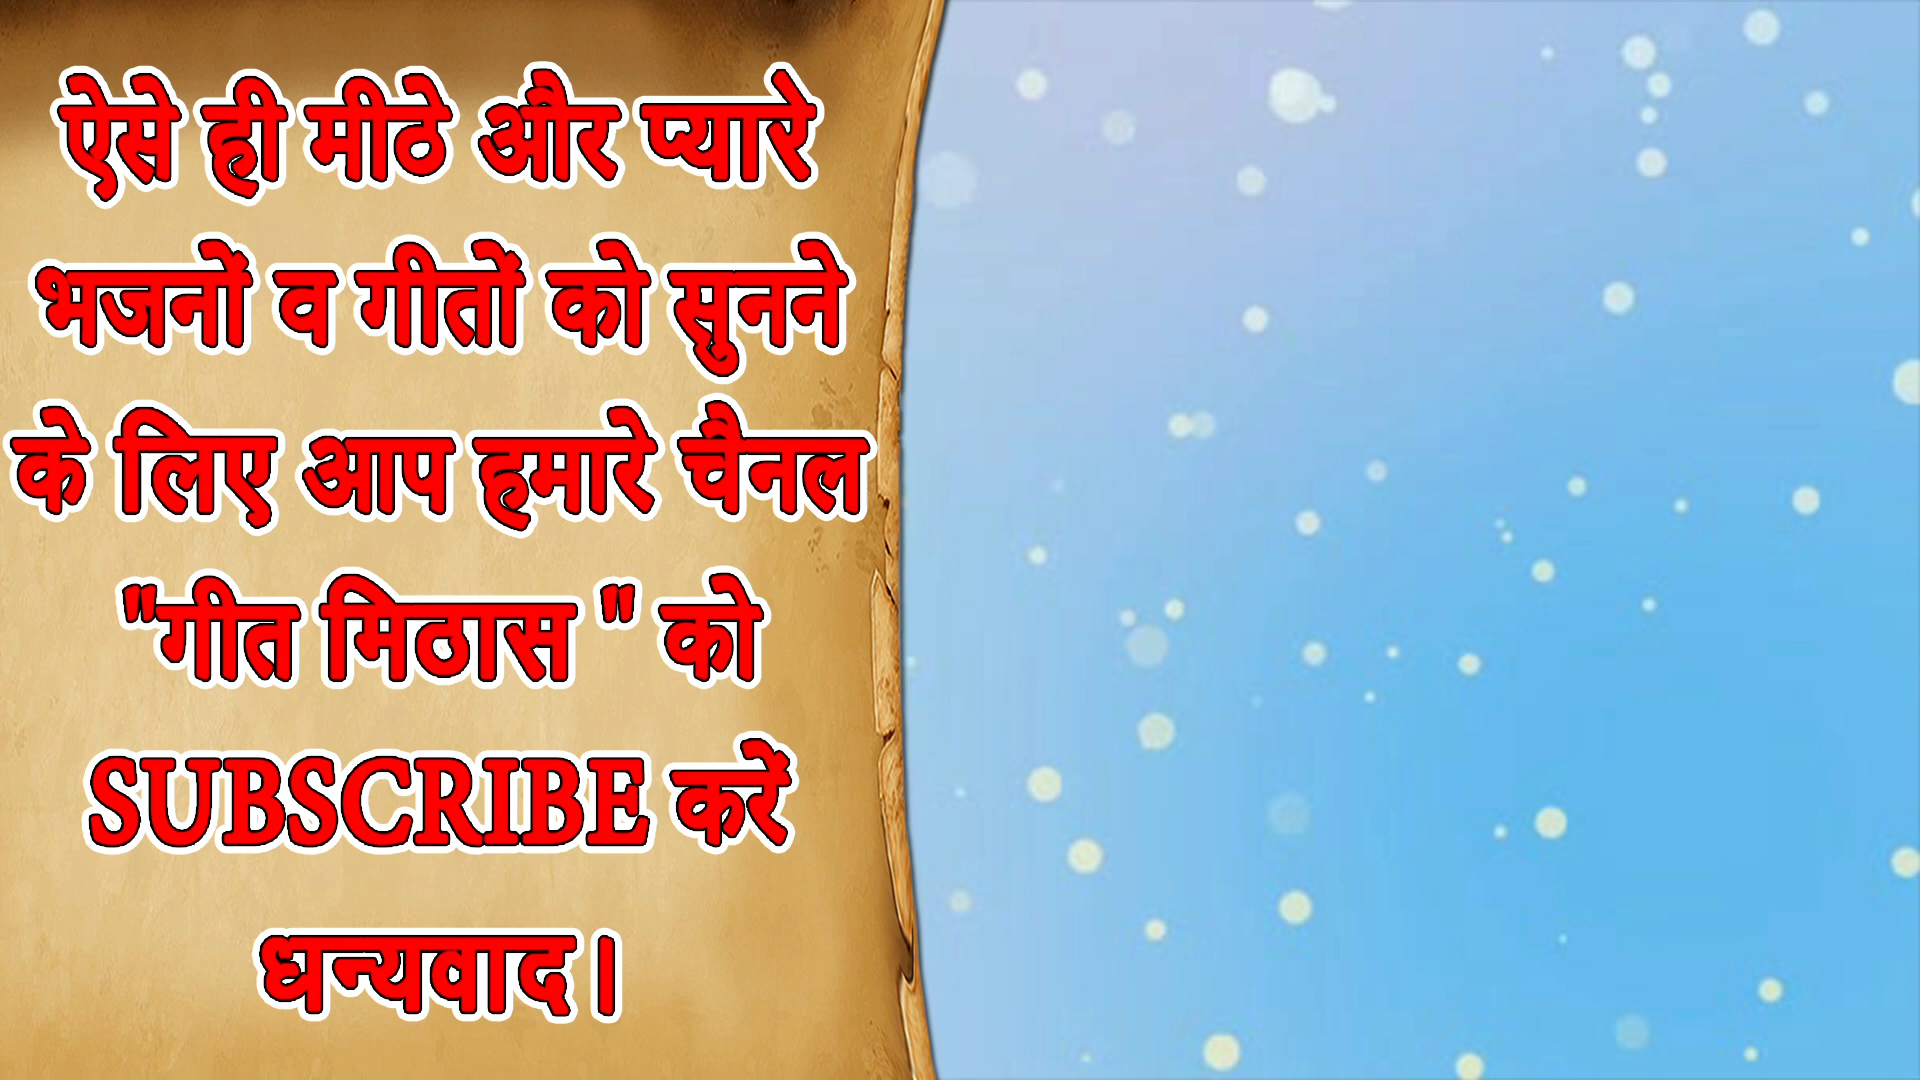 ऐसे ही मीठे और प्यारे
भजनों व गीतों को सुनने
के लिए आप हमारे चैनल
"गीत मिठास " को
SUBSCRIBE करें
धन्यवाद।